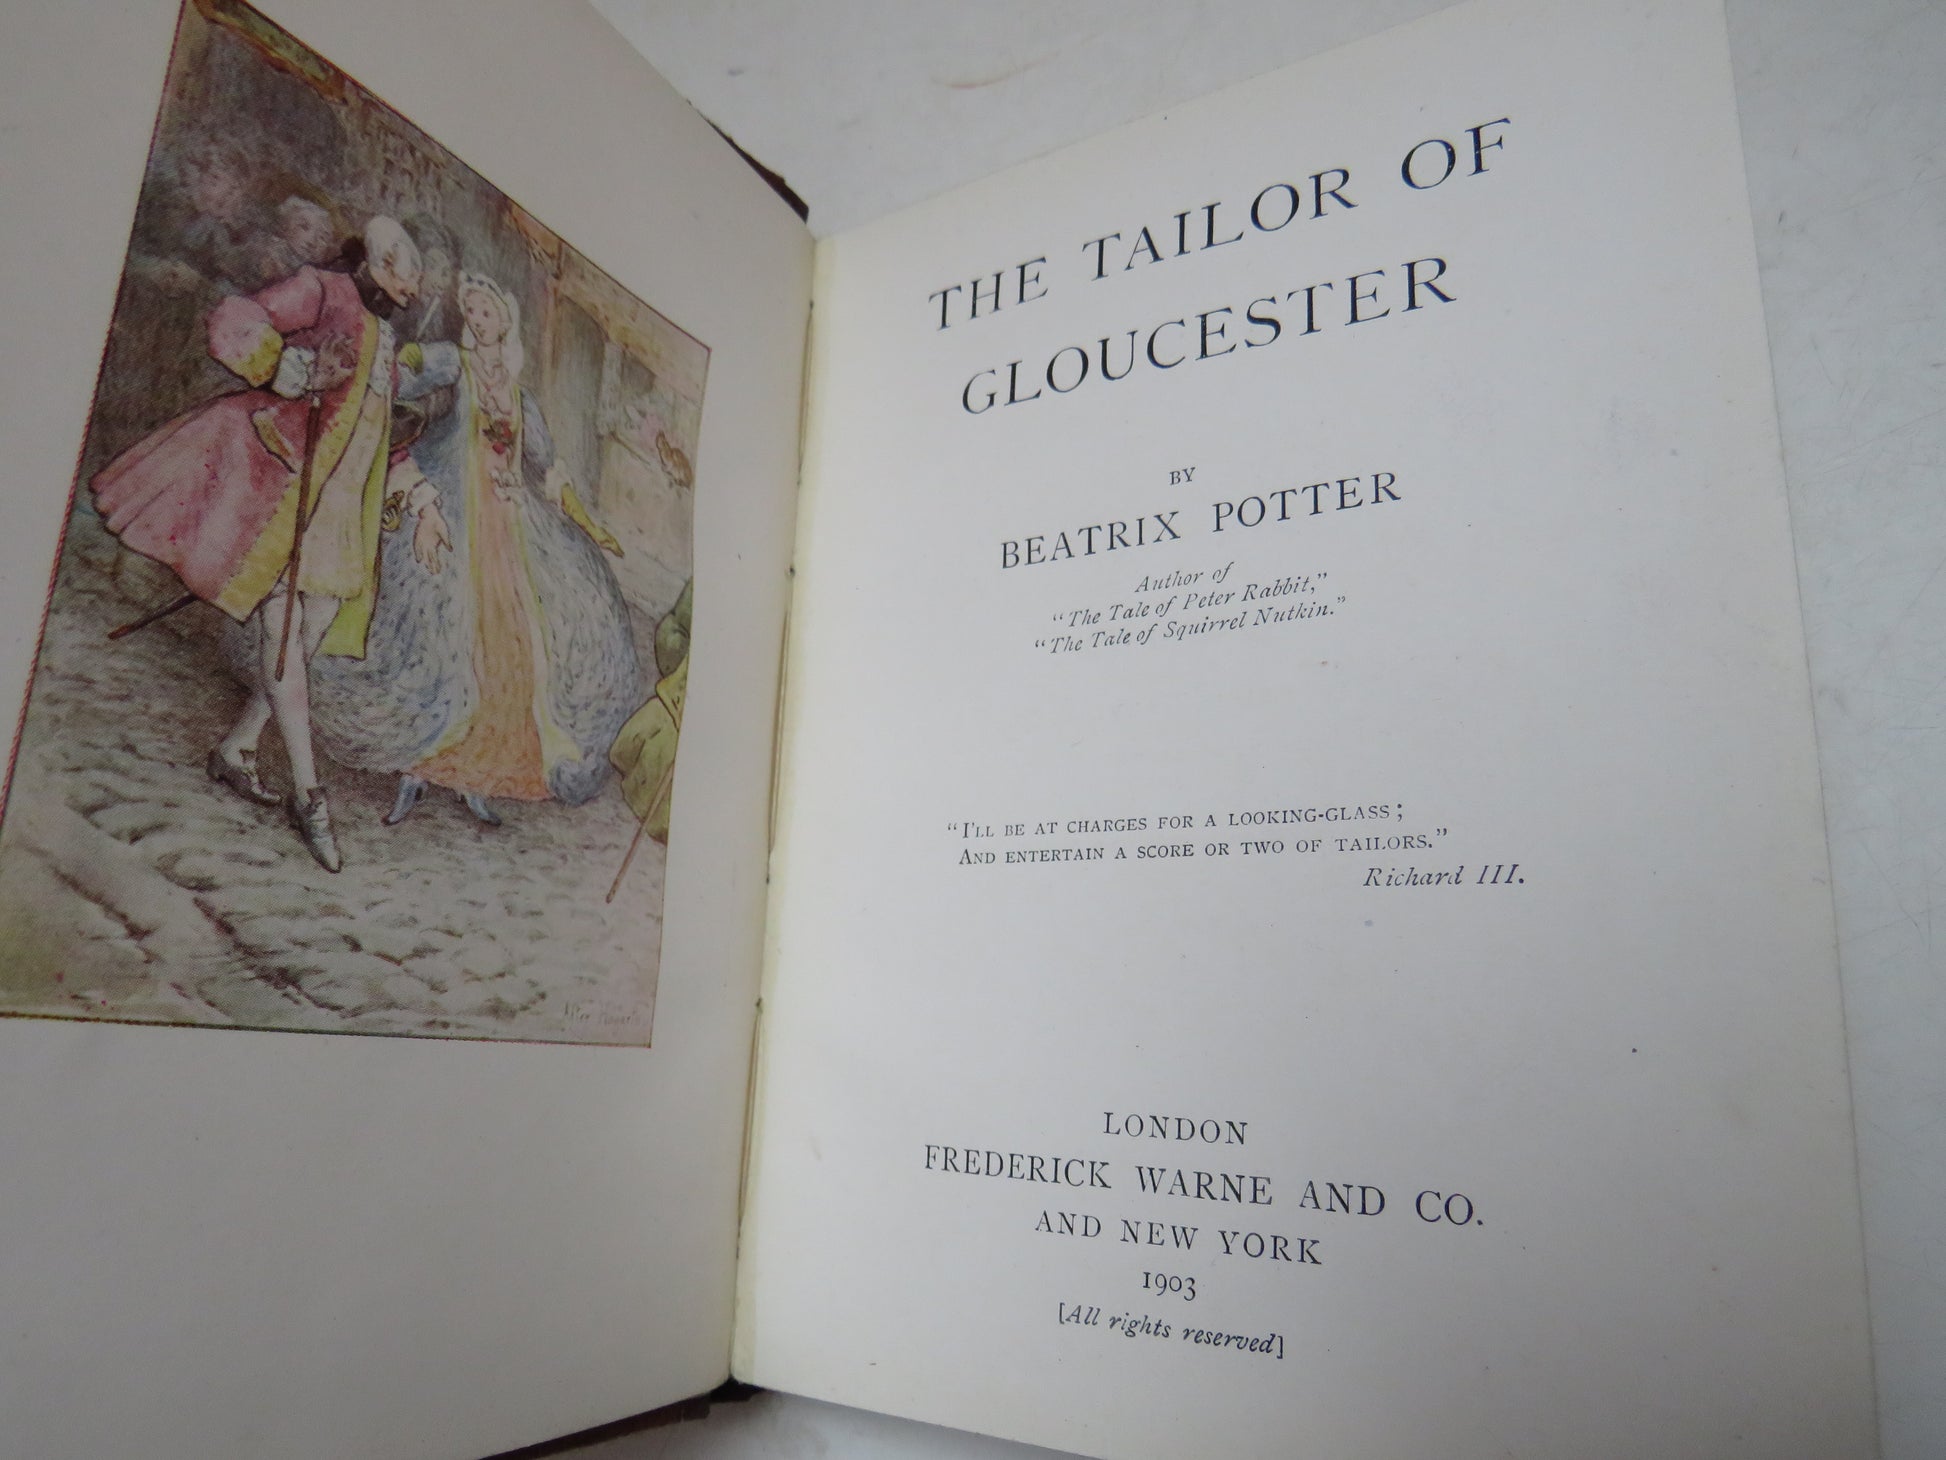 After Hogarth
THE TAILOR OF
GLOUCESTER
BY
BEATRIX POTTER
Author of
"The Tale of Peter Rabbit,"
"The Tale of Squirrel Nutkin."
"I'LL BE AT CHARGES FOR A LOOKING-GLASS;
AND ENTERTAIN A SCORE OR TWO OF TAILORS."
Richard III.
LONDON
FREDERICK WARNE AND CO.
AND NEW YORK
1903
[All rights reserved]